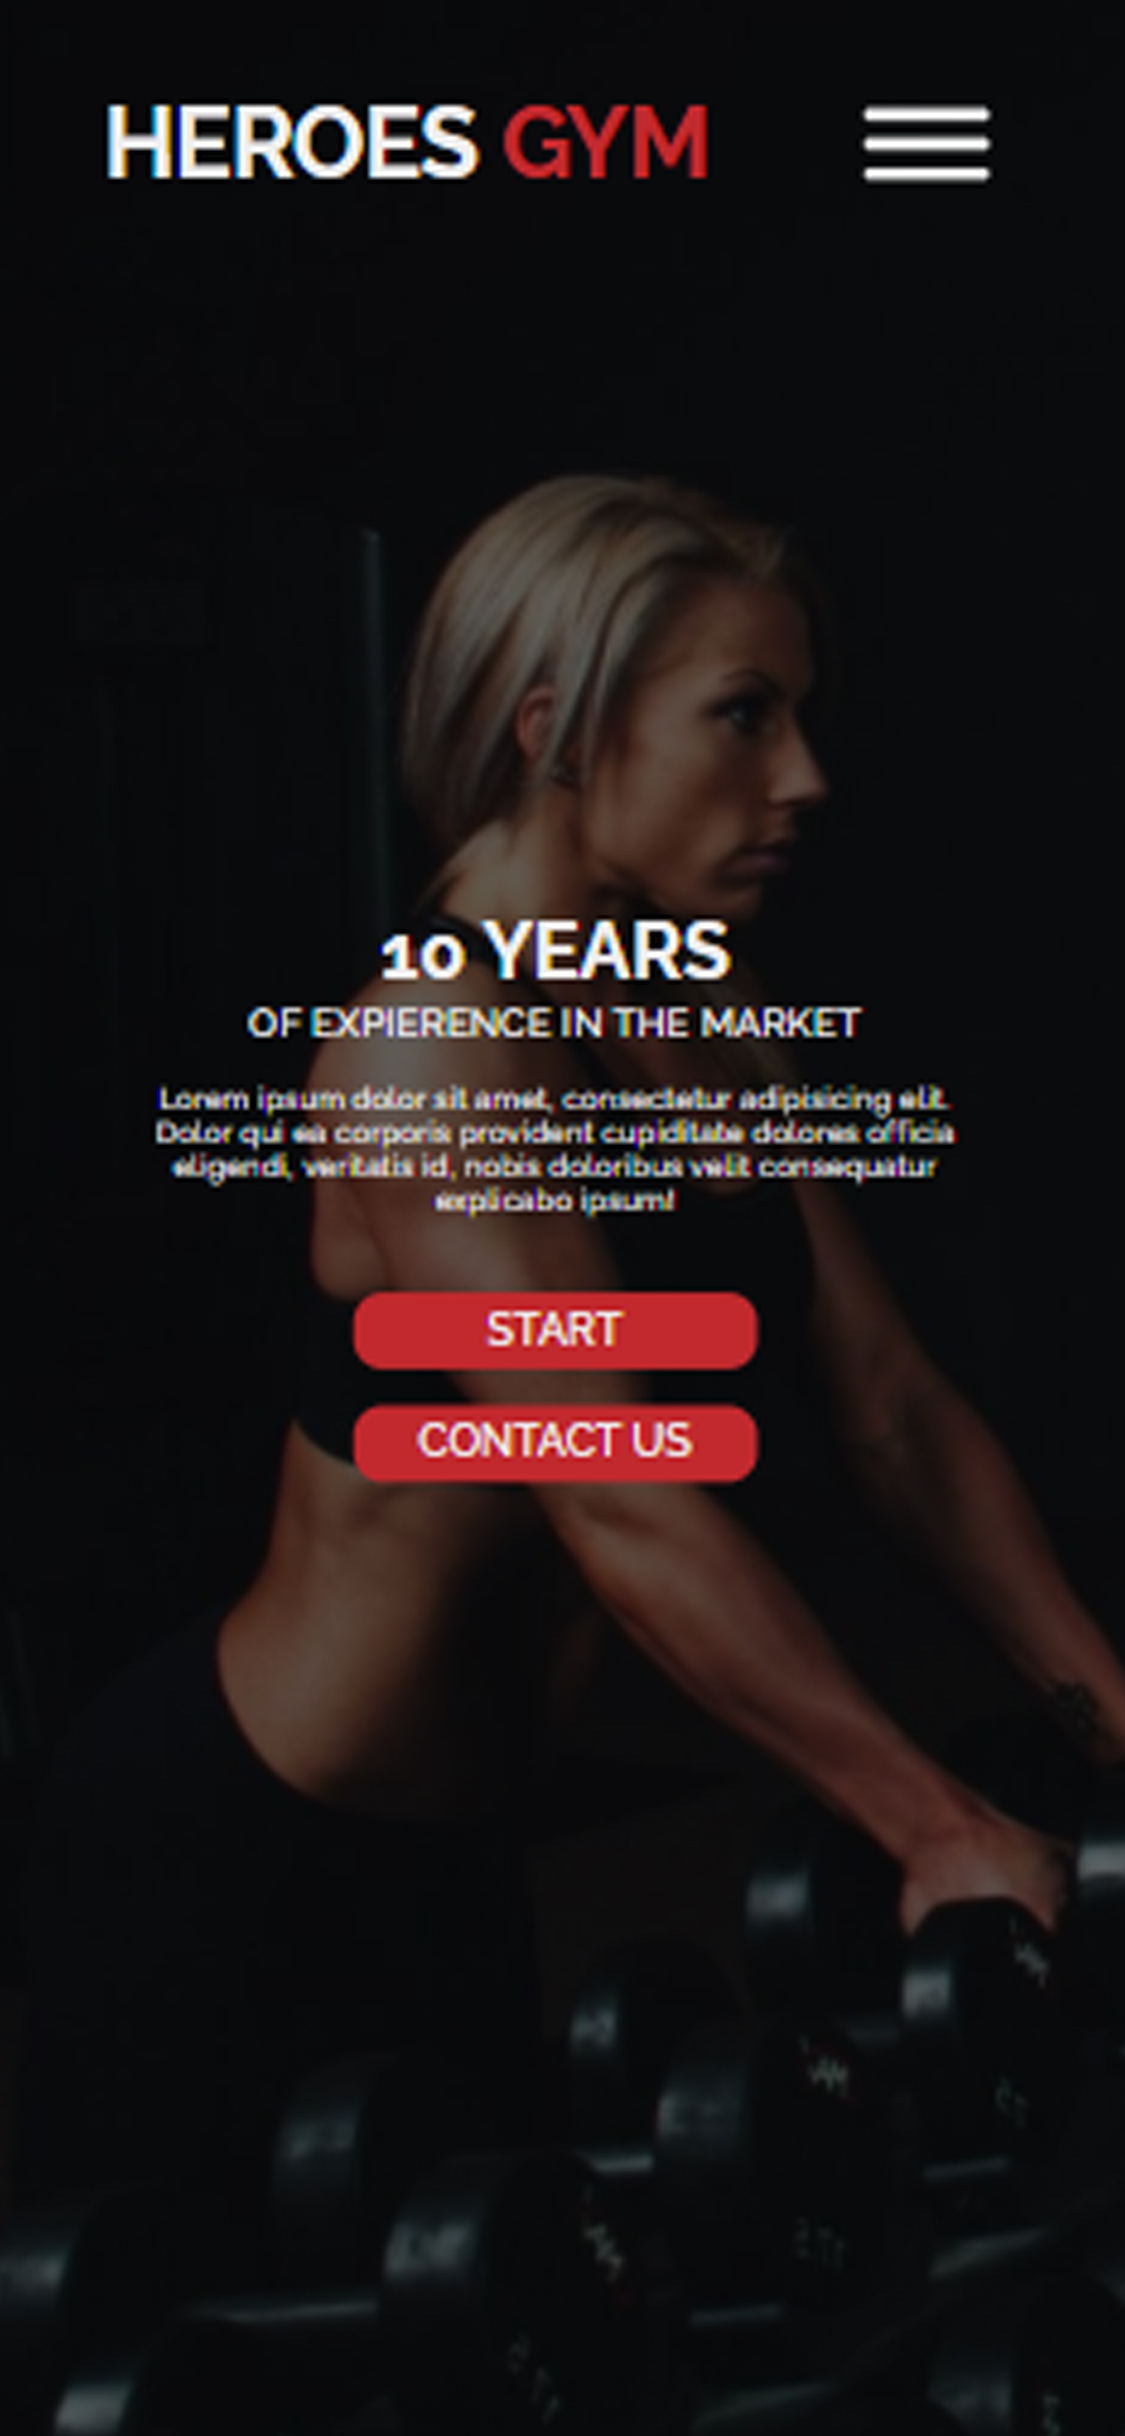 HEROES GYM
10 YEARS
OF EXPIERENCE IN THE MARKET
Lorem ipsum dolor sit amet, consectetur adipisicing elit.
Dolor qui ea corporis provident cupiditate dolores officia
eligendi, veritatis id, nobis doloribus velit consequatur
explicabo ipsum!
START
CONTACT US